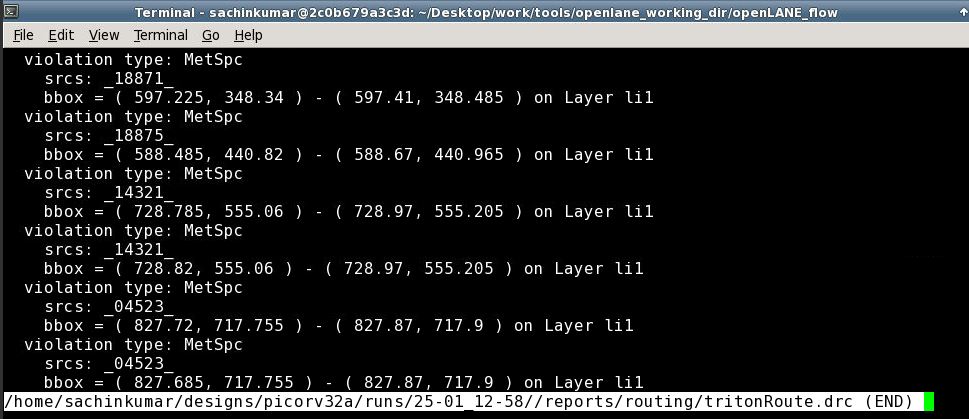 Terminal - sachinkumar@2c0b679a3c3d: ~/Desktop/work/tools/openlane_working_dir/openLANE_flow
File Edit View Terminal Go Help
violation type: MetSpc
srcs: _18871_
bbox = ( 597.225, 348.34 ) - ( 597.41, 348.485 ) on Layer li1
violation type: MetSpc
srcs: _18875_
bbox = ( 588.485, 440.82 ) - ( 588.67, 440.965 ) on Layer li1
violation type: MetSpc
srcs: _14321_
bbox = ( 728.785, 555.06 ) - ( 728.97, 555.205 ) on Layer li1
violation type: MetSpc
srcs: _14321_
bbox = ( 728.82, 555.06 ) - ( 728.97, 555.205 ) on Layer li1
violation type: MetSpc
srcs: _04523_
bbox = ( 827.72, 717.755 ) - ( 827.87, 717.9 ) on Layer li1
violation type: MetSpc
srcs: _04523_
bbox = ( 827.685, 717.755 ) - ( 827.87, 717.9 ) on Layer li1
/home/sachinkumar/designs/picorv32a/runs/25-01_12-58//reports/routing/tritonRoute.drc (END)